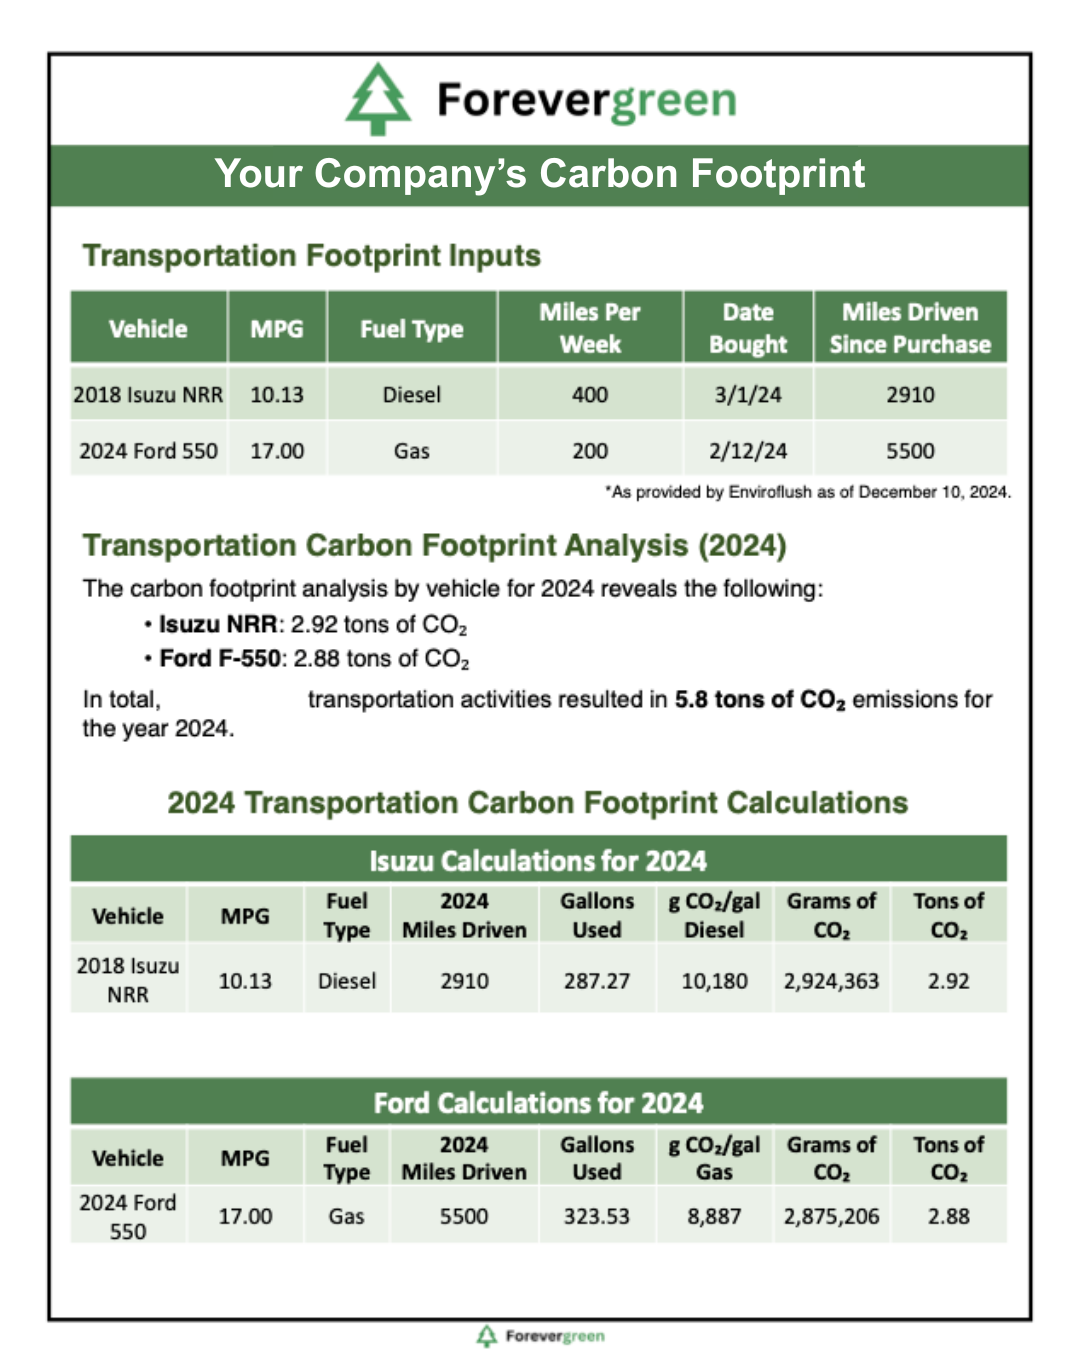 Forevergreen
Your Company's Carbon Footprint
Transportation Footprint Inputs
Vehicle MPG Fuel Type Miles Per Week Date Bought Miles Driven Since Purchase
2018 Isuzu NRR 10.13 Diesel 400 3/1/24 2910
2024 Ford 550 17.00 Gas 200 2/12/24 5500
*As provided by Enviroflush as of December 10, 2024.
Transportation Carbon Footprint Analysis (2024)
The carbon footprint analysis by vehicle for 2024 reveals the following:
• Isuzu NRR: 2.92 tons of CO₂
• Ford F-550: 2.88 tons of CO₂
In total, transportation activities resulted in 5.8 tons of CO₂ emissions for
the year 2024.
2024 Transportation Carbon Footprint Calculations
Isuzu Calculations for 2024
Vehicle MPG Fuel Type 2024 Miles Driven Gallons Used g CO₂/gal Diesel Grams of CO₂ Tons of CO₂
2018 Isuzu NRR 10.13 Diesel 2910 287.27 10,180 2,924,363 2.92
Ford Calculations for 2024
Vehicle MPG Fuel Type 2024 Miles Driven Gallons Used g CO₂/gal Gas Grams of CO₂ Tons of CO₂
2024 Ford 550 17.00 Gas 5500 323.53 8,887 2,875,206 2.88
Forevergreen